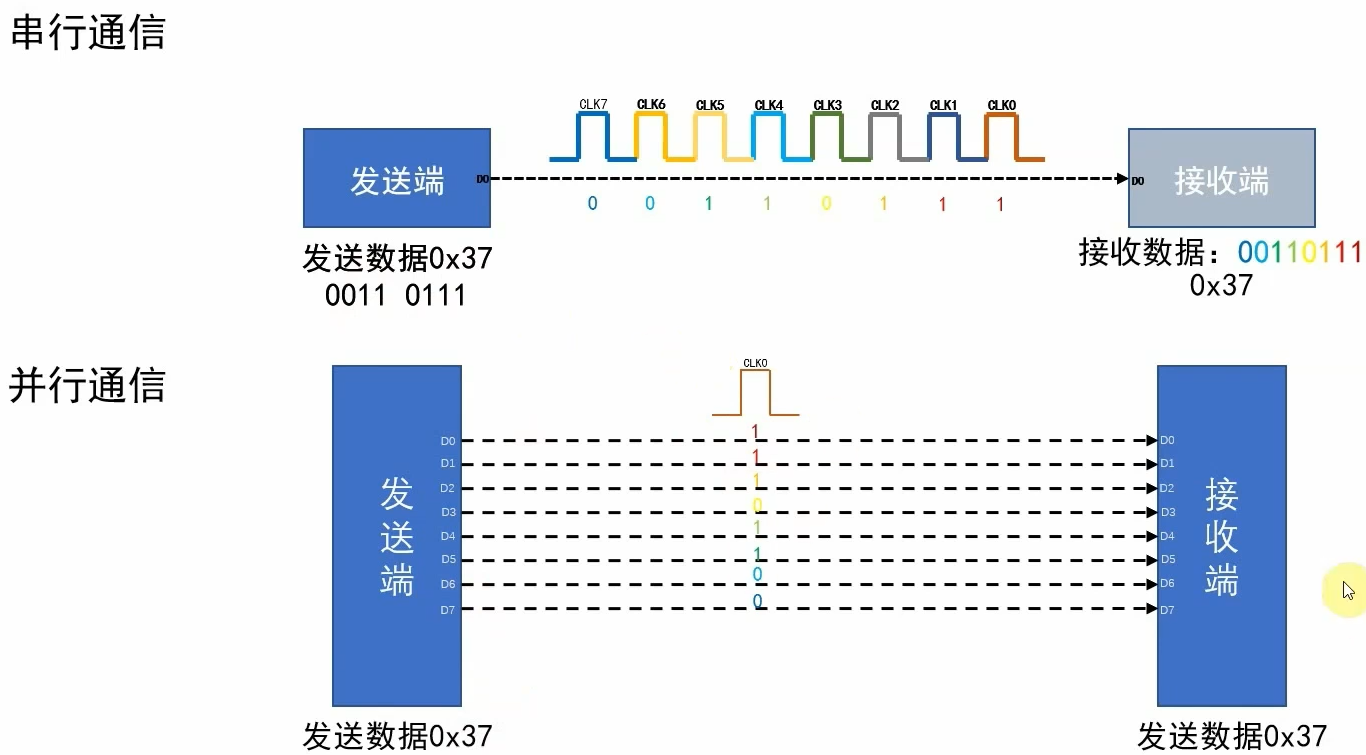 串行通信
CLK7 CLK6 CLK5 CLK4 CLK3 CLK2 CLK1 CLK0
发送端 D0
D0 接收端
0 0 1 1 0 1 1 1
发送数据0x37
0011 0111
接收数据：00110111
0x37
并行通信
CLK0
发送端
接收端
D0 1 D0
D1 1 D1
D2 1 D2
D3 0 D3
D4 1 D4
D5 1 D5
D6 0 D6
D7 0 D7
发送数据0x37
发送数据0x37